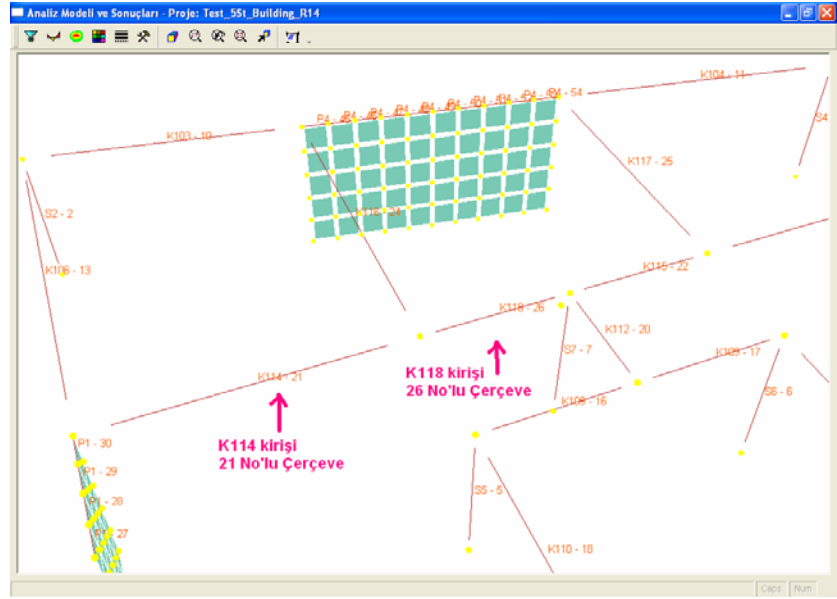 Analiz Modeli ve Sonuçları - Proje: Test_5St_Building_R14
K104 - 11
K103 - 10
P4 - 54
S4
K117 - 25
S2 - 2
K116 - 24
K106 - 13
K115 - 22
K118 - 26
K112 - 20
S7 - 7
K109 - 17
K118 kirişi
26 No'lu Çerçeve
K114 - 21
S6 - 6
K114 kirişi
21 No'lu Çerçeve
P1 - 30
P1 - 29
S5 - 5
P1 - 28
27
K110 - 18
Caps
Num